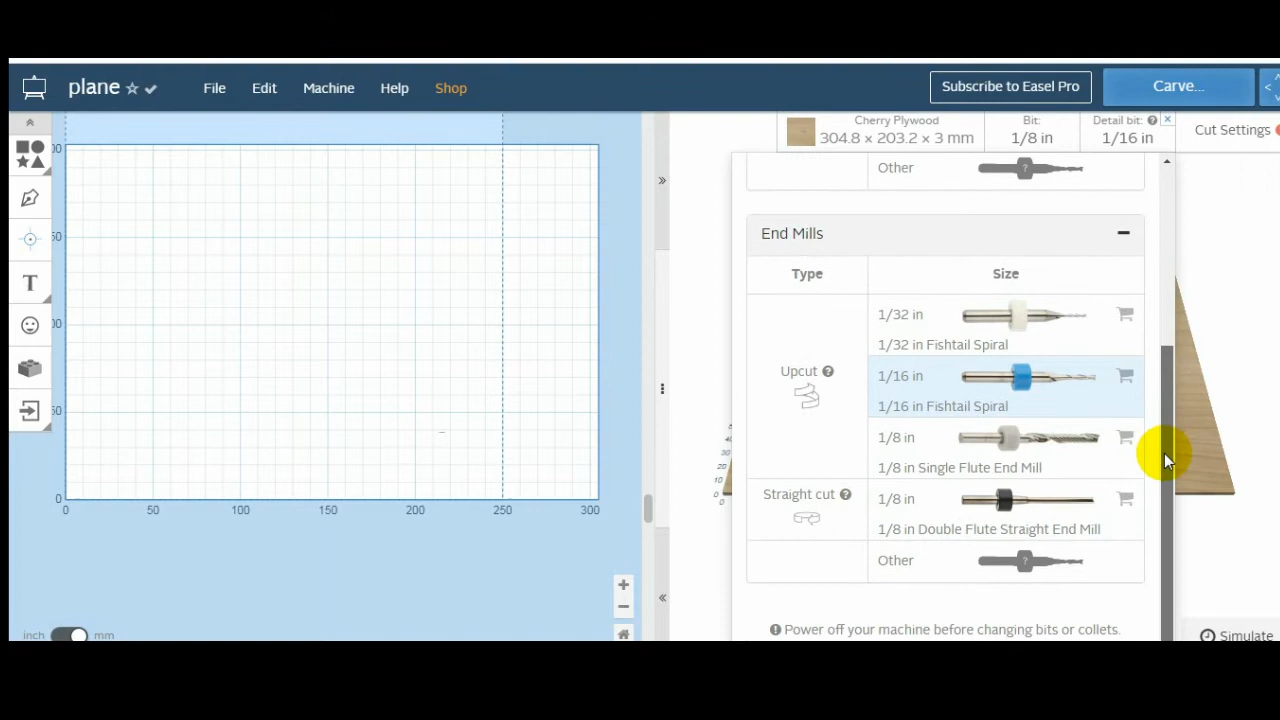 plane
File Edit Machine Help Shop
Subscribe to Easel Pro
Carve...
Cherry Plywood
304.8 × 203.2 × 3 mm
Bit:
1/8 in
Detail bit:
1/16 in
Cut Settings
Other
End Mills
Type Size
Upcut
1/32 in
1/32 in Fishtail Spiral
1/16 in
1/16 in Fishtail Spiral
1/8 in
1/8 in Single Flute End Mill
Straight cut
1/8 in
1/8 in Double Flute Straight End Mill
Other
Power off your machine before changing bits or collets.
T
0
0 50 100 150 200 250 300
inch mm
Simulate